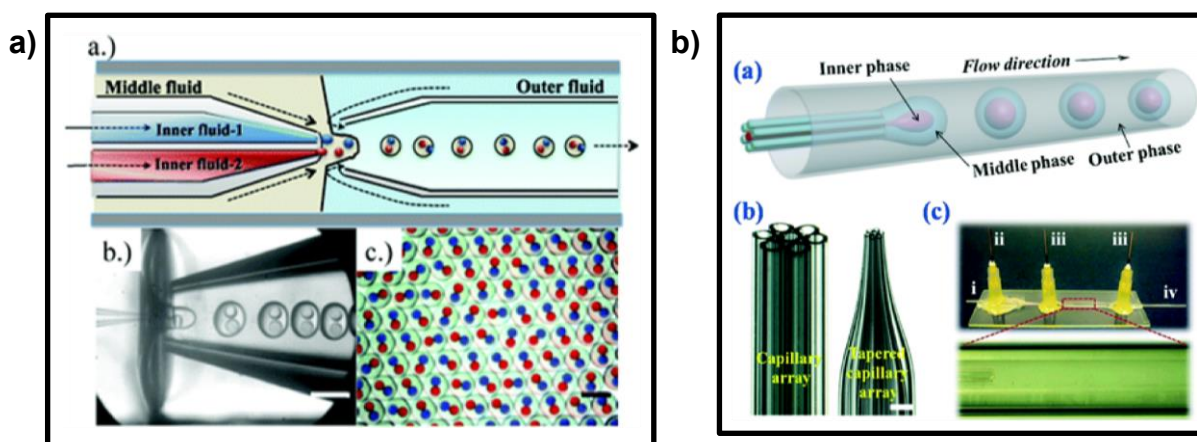 a)
a.)
Middle fluid
Outer fluid
Inner fluid-1
Inner fluid-2
b.)
c.)
b)
(a)
Inner phase
Flow direction
Middle phase
Outer phase
(b)
Capillary
array
Tapered
capillary
array
(c)
ii
iii
iii
i
iv